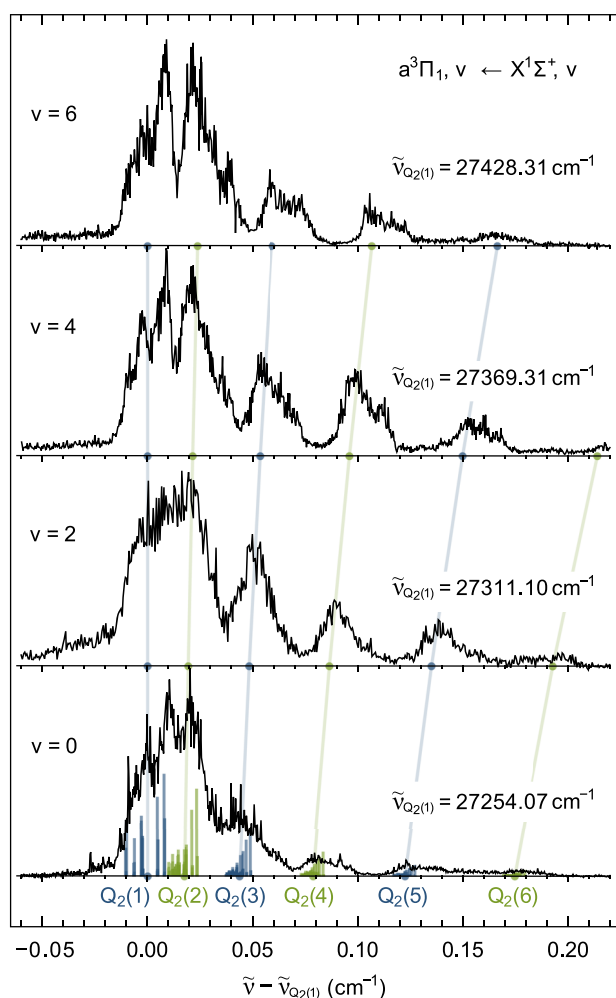 a³Π₁, v ← X¹Σ⁺, v
v = 6
ṽQ₂(1) = 27428.31 cm⁻¹
v = 4
ṽQ₂(1) = 27369.31 cm⁻¹
v = 2
ṽQ₂(1) = 27311.10 cm⁻¹
v = 0
ṽQ₂(1) = 27254.07 cm⁻¹
Q₂(1) Q₂(2) Q₂(3) Q₂(4) Q₂(5) Q₂(6)
−0.05 0.00 0.05 0.10 0.15 0.20
ṽ − ṽQ₂(1) (cm⁻¹)